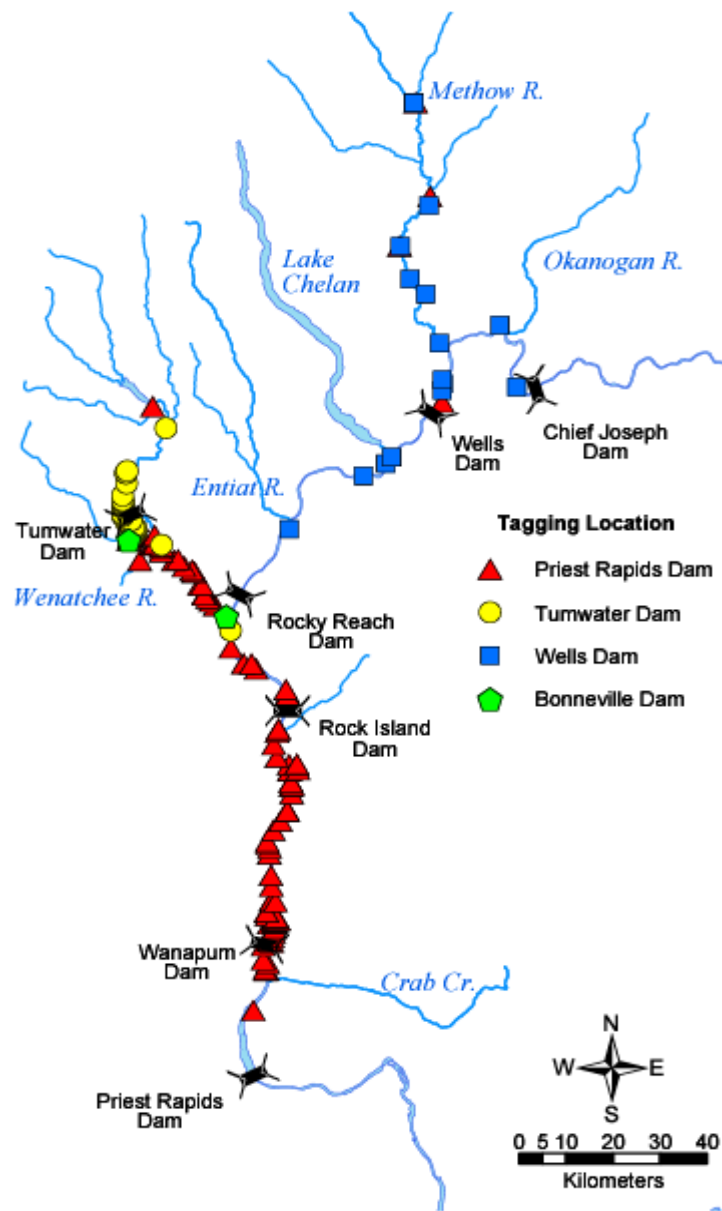 Methow R.
Lake
Chelan
Okanogan R.
Wells
Dam
Chief Joseph
Dam
Entiat R.
Tumwater
Dam
Tagging Location
Priest Rapids Dam
Wenatchee R.
Tumwater Dam
Rocky Reach
Dam
Wells Dam
Bonneville Dam
Rock Island
Dam
Wanapum
Dam
Crab Cr.
N
W
E
S
Priest Rapids
Dam
0 5 10 20 30 40
Kilometers